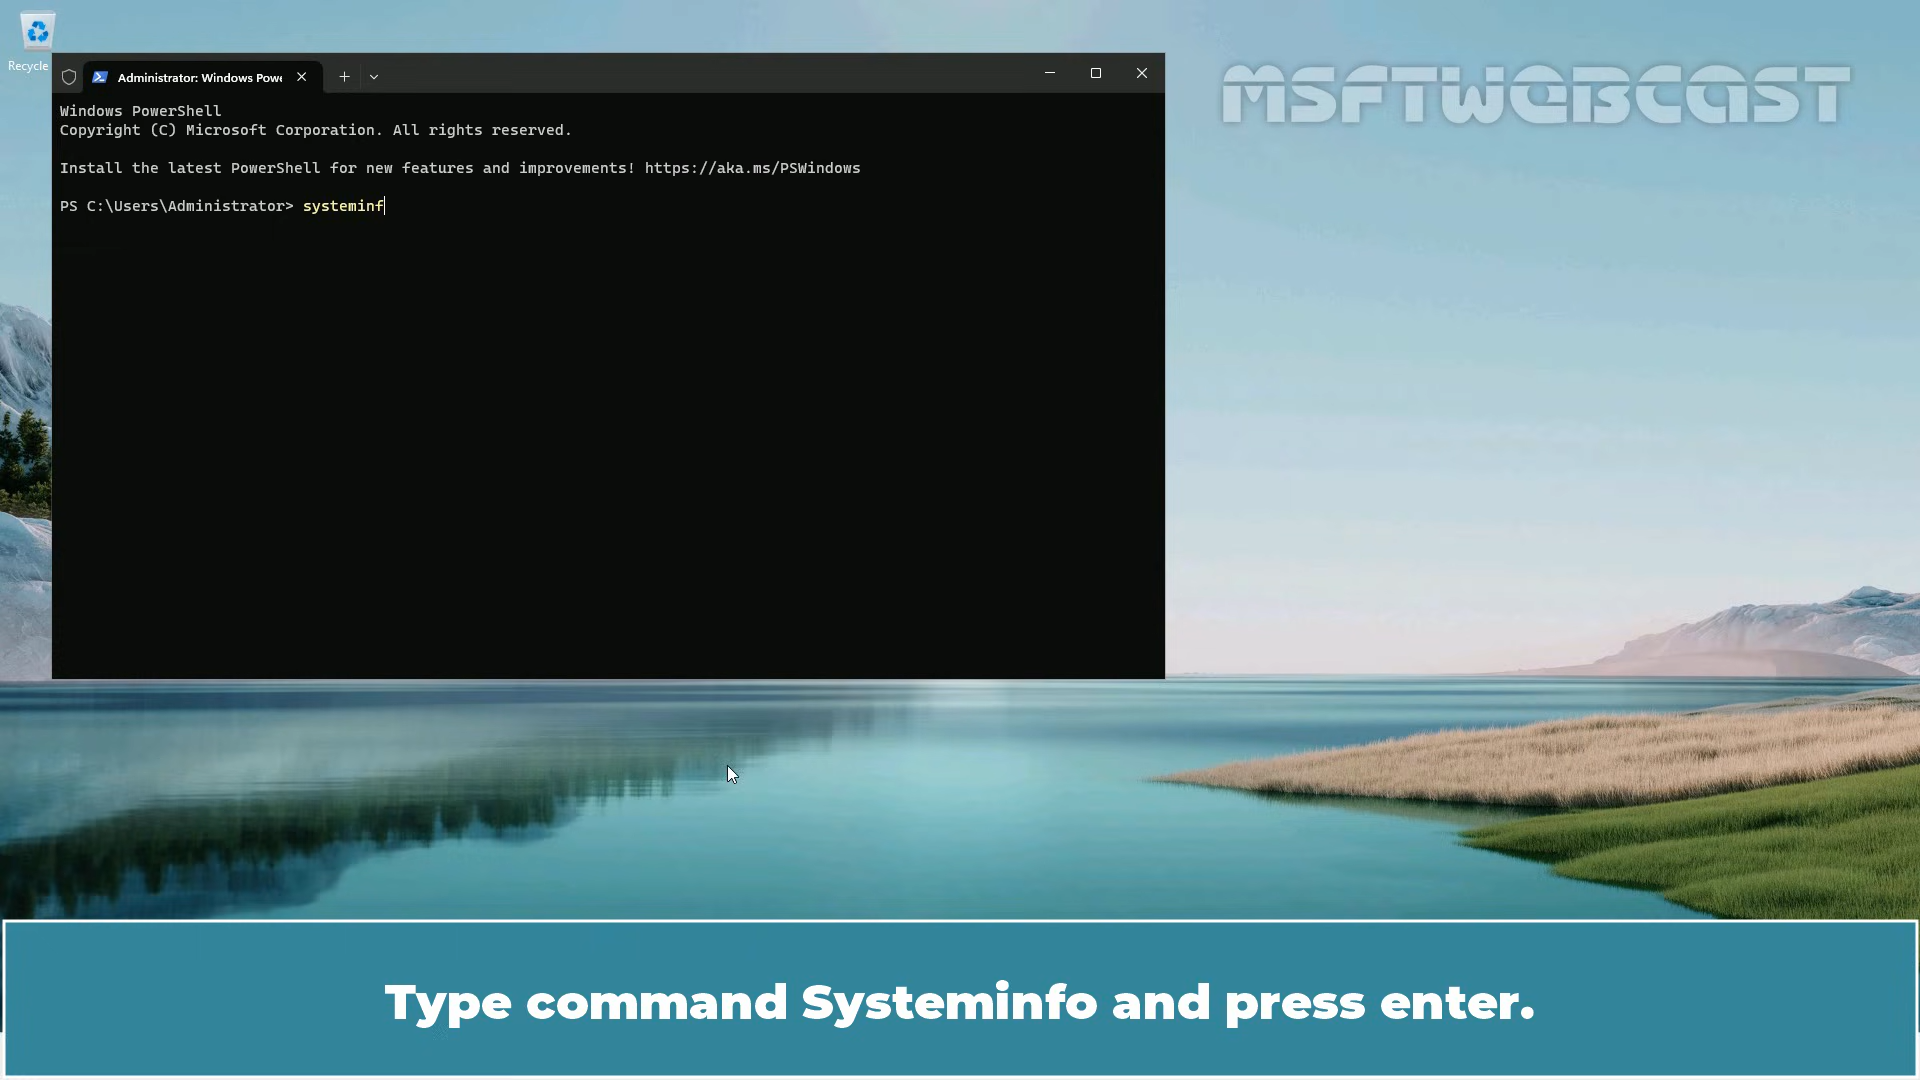 Recycle
Administrator: Windows Powe
MSFTWEBCAST
Windows PowerShell
Copyright (C) Microsoft Corporation. All rights reserved.
Install the latest PowerShell for new features and improvements! https://aka.ms/PSWindows
PS C:\Users\Administrator> systeminf
Type command Systeminfo and press enter.